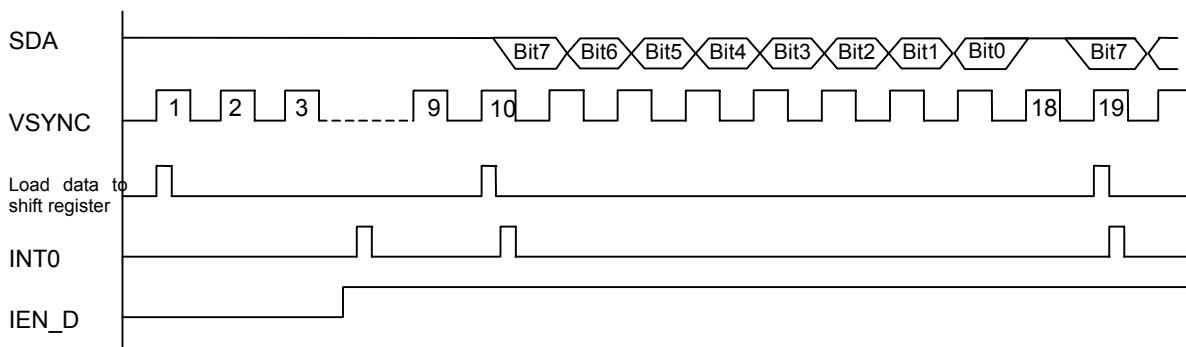 SDA
Bit7 Bit6 Bit5 Bit4 Bit3 Bit2 Bit1 Bit0 Bit7
VSYNC
1 2 3 9 10 18 19
Load data to
shift register
INT0
IEN_D